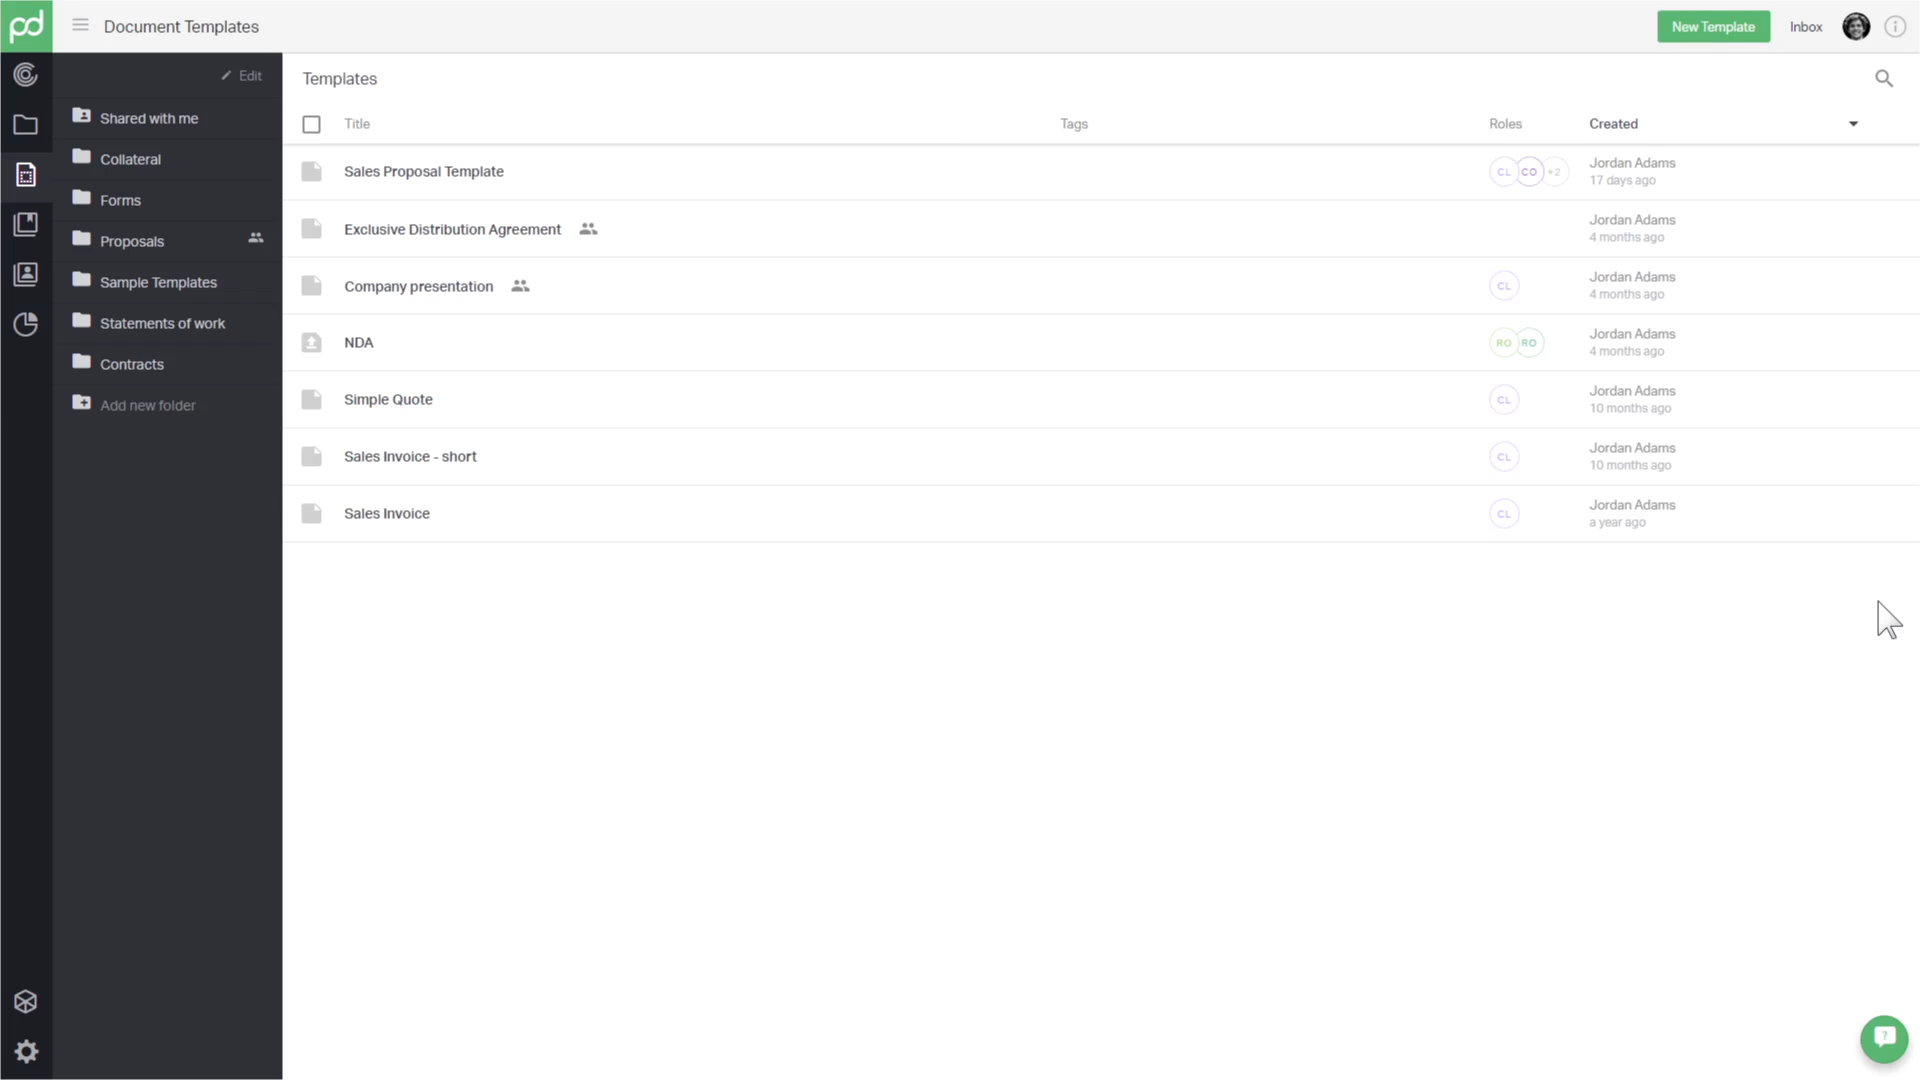 pd
Document Templates
New Template
Inbox
Edit
Shared with me
Collateral
Forms
Proposals
Sample Templates
Statements of work
Contracts
Add new folder
Templates
Title
Tags
Roles
Created
Sales Proposal Template
CL
CO
+2
Jordan Adams
17 days ago
Exclusive Distribution Agreement
Jordan Adams
4 months ago
Company presentation
CL
Jordan Adams
4 months ago
NDA
RO
RO
Jordan Adams
4 months ago
Simple Quote
CL
Jordan Adams
10 months ago
Sales Invoice - short
CL
Jordan Adams
10 months ago
Sales Invoice
CL
Jordan Adams
a year ago